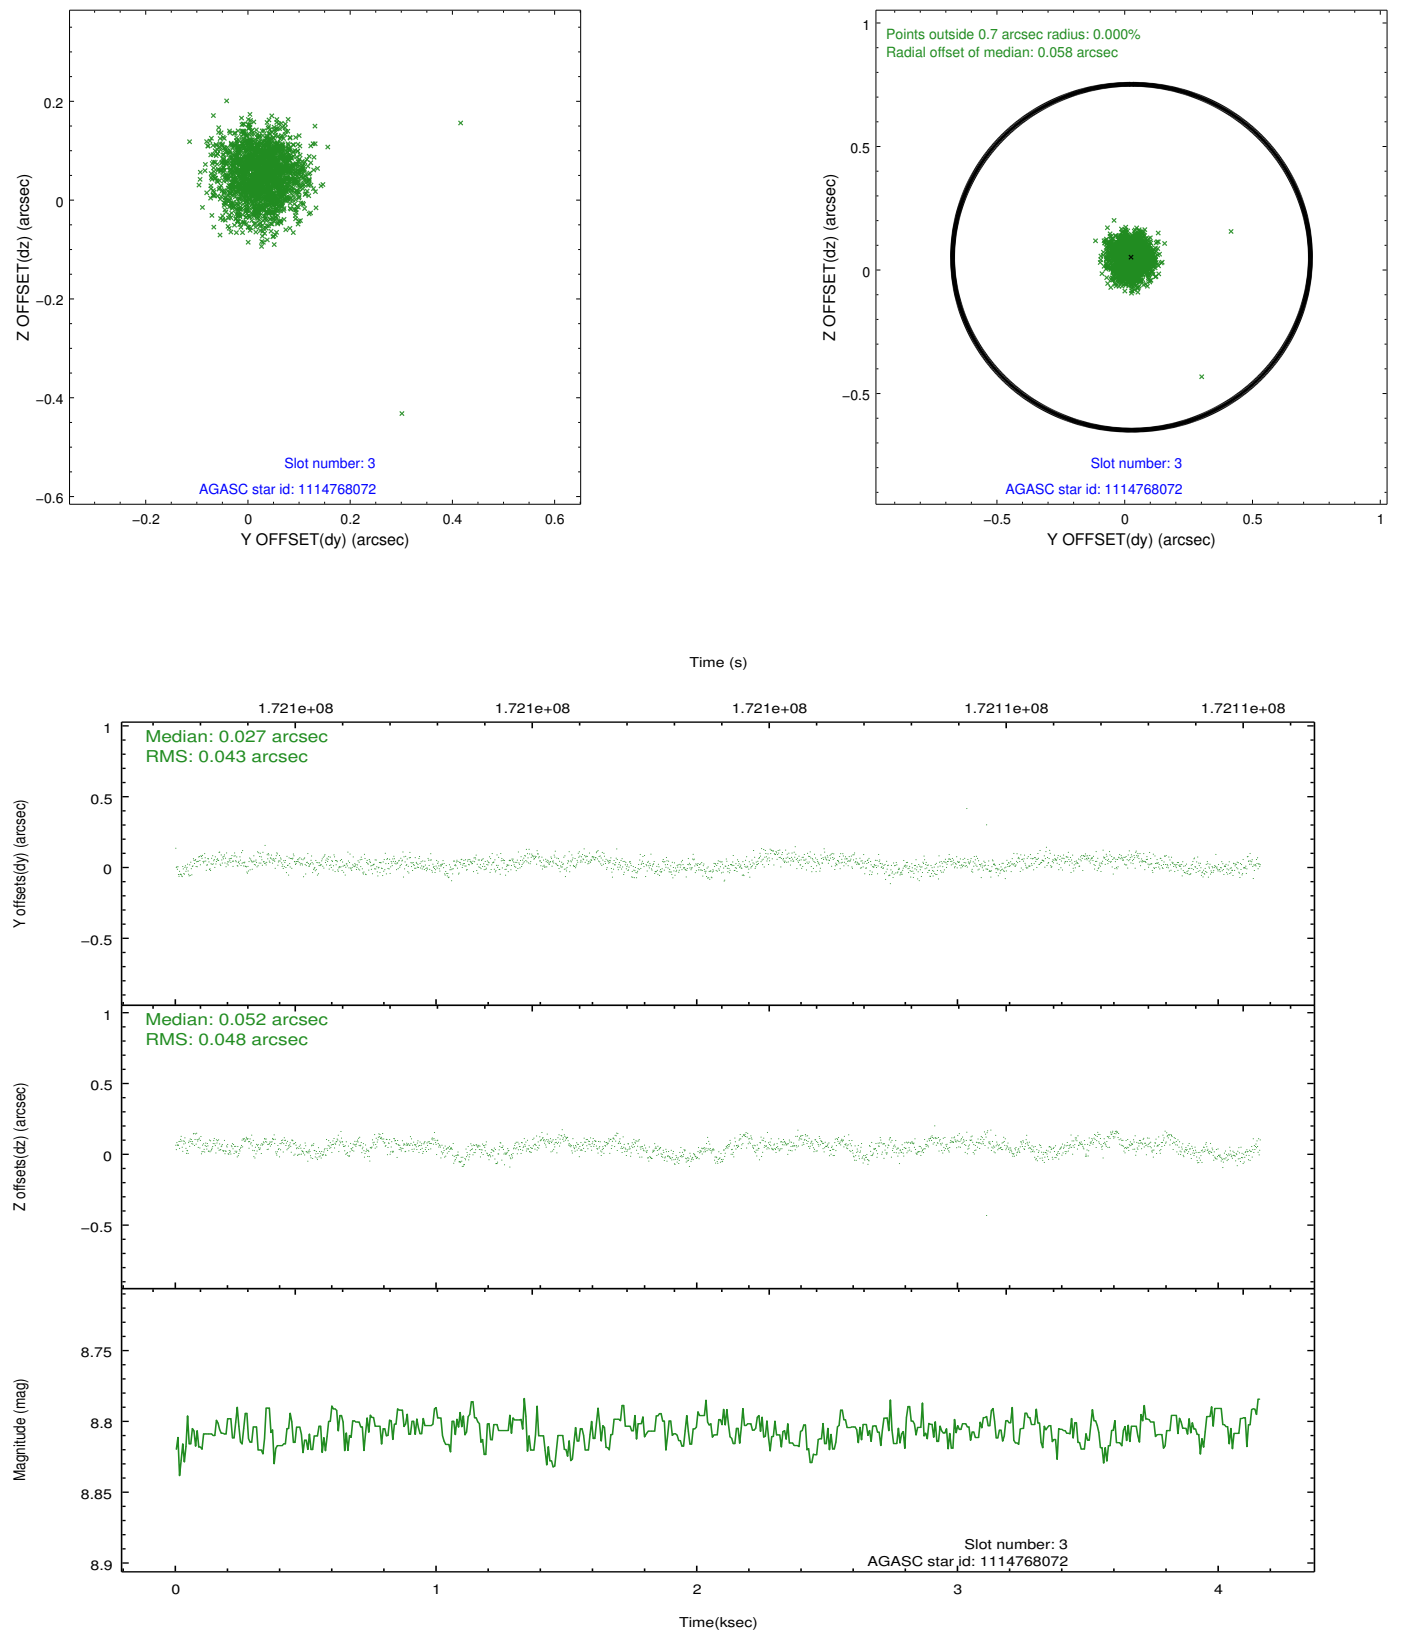 0.2
0
−0.2
−0.4
−0.6
Z OFFSET(dz) (arcsec)
Slot number: 3
AGASC star id: 1114768072
−0.2 0 0.2 0.4 0.6
Y OFFSET(dy) (arcsec)
Points outside 0.7 arcsec radius: 0.000%
Radial offset of median: 0.058 arcsec
1
0.5
0
−0.5
Z OFFSET(dz) (arcsec)
Slot number: 3
AGASC star id: 1114768072
−0.5 0 0.5 1
Y OFFSET(dy) (arcsec)
Time (s)
1.721e+08 1.721e+08 1.721e+08 1.7211e+08 1.7211e+08
Median: 0.027 arcsec
RMS: 0.043 arcsec
1
0.5
0
−0.5
Y offsets(dy) (arcsec)
Median: 0.052 arcsec
RMS: 0.048 arcsec
1
0.5
0
−0.5
Z offsets(dz) (arcsec)
8.75
8.8
8.85
8.9
Magnitude (mag)
Slot number: 3
AGASC star id: 1114768072
0 1 2 3 4
Time(ksec)